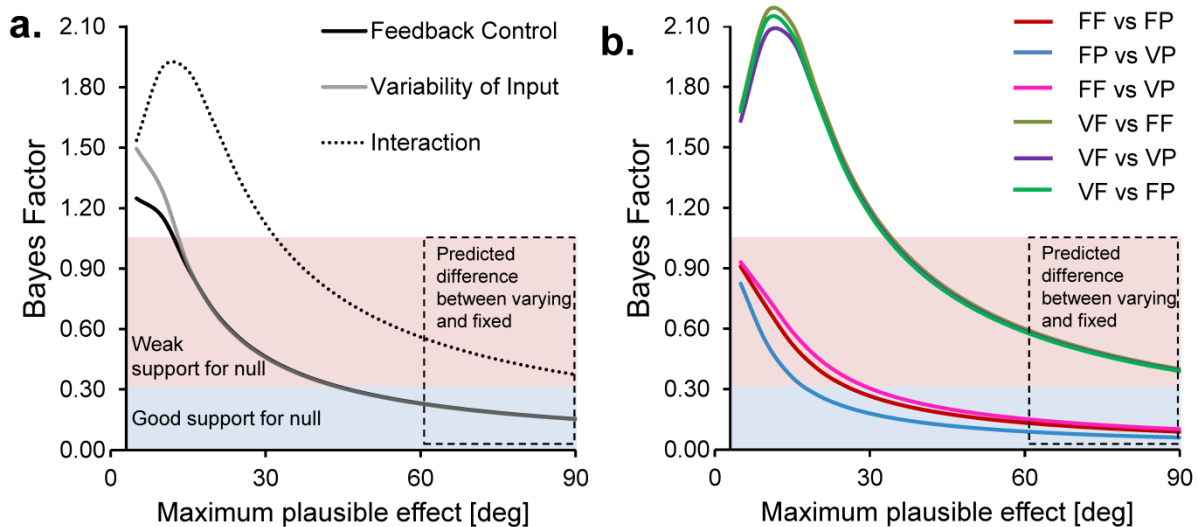 a.
Feedback Control
Variability of Input
Interaction
Bayes Factor
2.10
1.80
1.50
1.20
0.90
0.60
0.30
0.00
Predicted
difference
between varying
and fixed
Weak
support for null
Good support for null
0
30
60
90
Maximum plausible effect [deg]
b.
FF vs FP
FP vs VP
FF vs VP
VF vs FF
VF vs VP
VF vs FP
Bayes Factor
2.10
1.80
1.50
1.20
0.90
0.60
0.30
0.00
Predicted
difference
between varying
and fixed
0
30
60
90
Maximum plausible effect [deg]